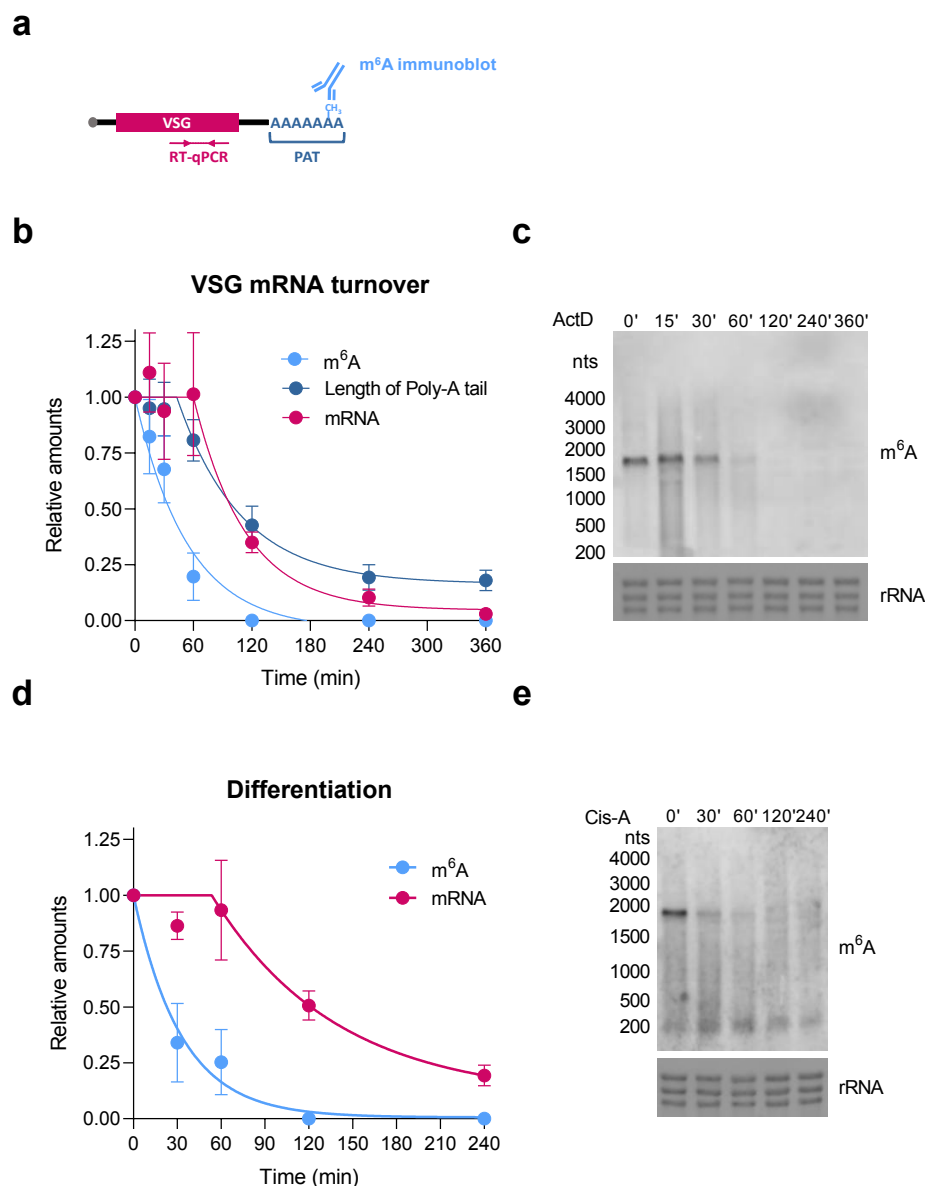 a
m⁶A immunoblot
CH₃
VSG
AAAAAAA
RT-qPCR
PAT
b
VSG mRNA turnover
Relative amounts
1.25
1.00
0.75
0.50
0.25
0.00
m⁶A
Length of Poly-A tail
mRNA
0 60 120 180 240 300 360
Time (min)
c
ActD 0' 15' 30' 60' 120' 240' 360'
nts
4000
3000
2000
1500
1000
500
200
m⁶A
rRNA
d
Differentiation
Relative amounts
1.25
1.00
0.75
0.50
0.25
0.00
m⁶A
mRNA
0 30 60 90 120 150 180 210 240
Time (min)
e
Cis-A 0' 30' 60' 120' 240'
nts
4000
3000
2000
1500
1000
500
200
m⁶A
rRNA